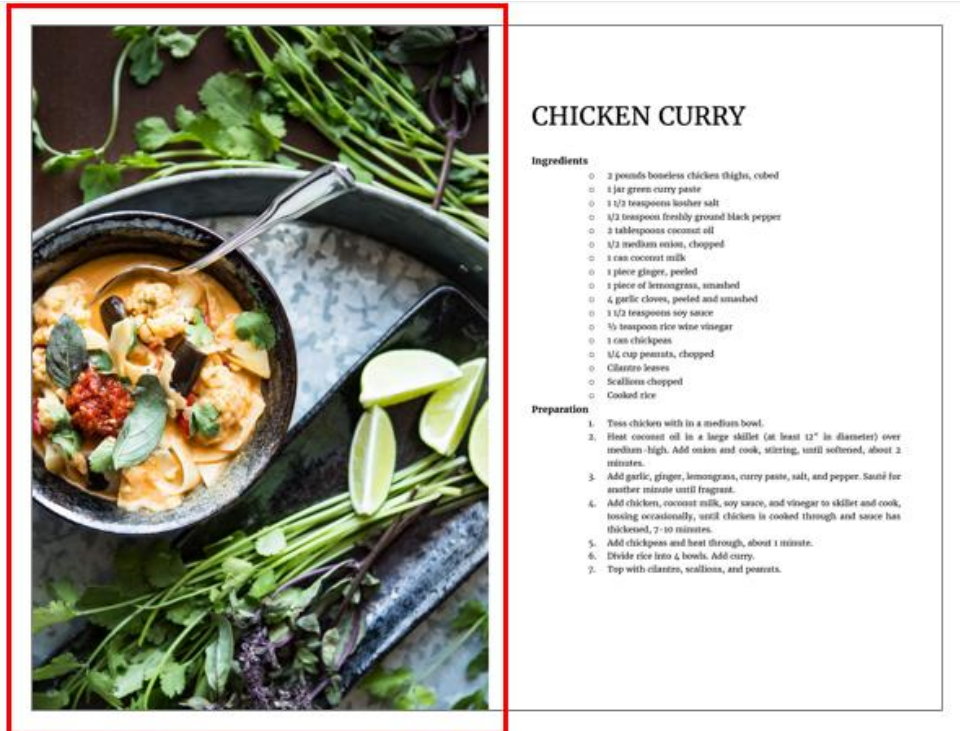 CHICKEN CURRY
Ingredients
○ 2 pounds boneless chicken thighs, cubed
○ 1 jar green curry paste
○ 1 1/2 teaspoons kosher salt
○ 1/2 teaspoon freshly ground black pepper
○ 2 tablespoons coconut oil
○ 1/2 medium onion, chopped
○ 1 can coconut milk
○ 1 piece ginger, peeled
○ 1 piece of lemongrass, smashed
○ 4 garlic cloves, peeled and smashed
○ 1 1/2 teaspoons soy sauce
○ ½ teaspoon rice wine vinegar
○ 1 can chickpeas
○ 1/4 cup peanuts, chopped
○ Cilantro leaves
○ Scallions chopped
○ Cooked rice
Preparation
1. Toss chicken with in a medium bowl.
2. Heat coconut oil in a large skillet (at least 12" in diameter) over
medium-high. Add onion and cook, stirring, until softened, about 2
minutes.
3. Add garlic, ginger, lemongrass, curry paste, salt, and pepper. Sauté for
another minute until fragrant.
4. Add chicken, coconut milk, soy sauce, and vinegar to skillet and cook,
tossing occasionally, until chicken is cooked through and sauce has
thickened, 7-10 minutes.
5. Add chickpeas and heat through, about 1 minute.
6. Divide rice into 4 bowls. Add curry.
7. Top with cilantro, scallions, and peanuts.